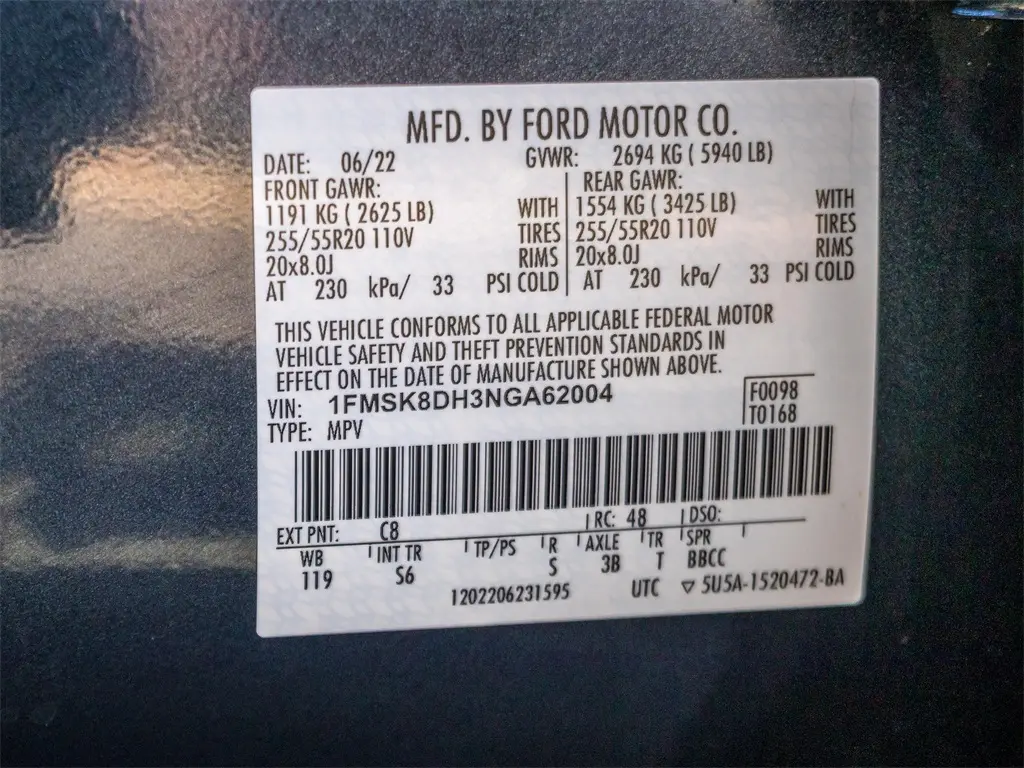 MFD. BY FORD MOTOR CO.
DATE: 06/22 GVWR: 2694 KG ( 5940 LB)
FRONT GAWR: REAR GAWR:
1191 KG ( 2625 LB) WITH 1554 KG ( 3425 LB) WITH
255/55R20 110V TIRES 255/55R20 110V TIRES
20x8.0J RIMS 20x8.0J RIMS
AT 230 kPa/ 33 PSI COLD AT 230 kPa/ 33 PSI COLD
THIS VEHICLE CONFORMS TO ALL APPLICABLE FEDERAL MOTOR
VEHICLE SAFETY AND THEFT PREVENTION STANDARDS IN
EFFECT ON THE DATE OF MANUFACTURE SHOWN ABOVE.
VIN: 1FMSK8DH3NGA62004 F0098
TYPE: MPV T0168
EXT PNT: C8 RC: 48 DSO:
WB INT TR TP/PS R AXLE TR SPR
119 S6 S 3B T BBCC
1202206231595 UTC ▽ 5U5A-1520472-BA